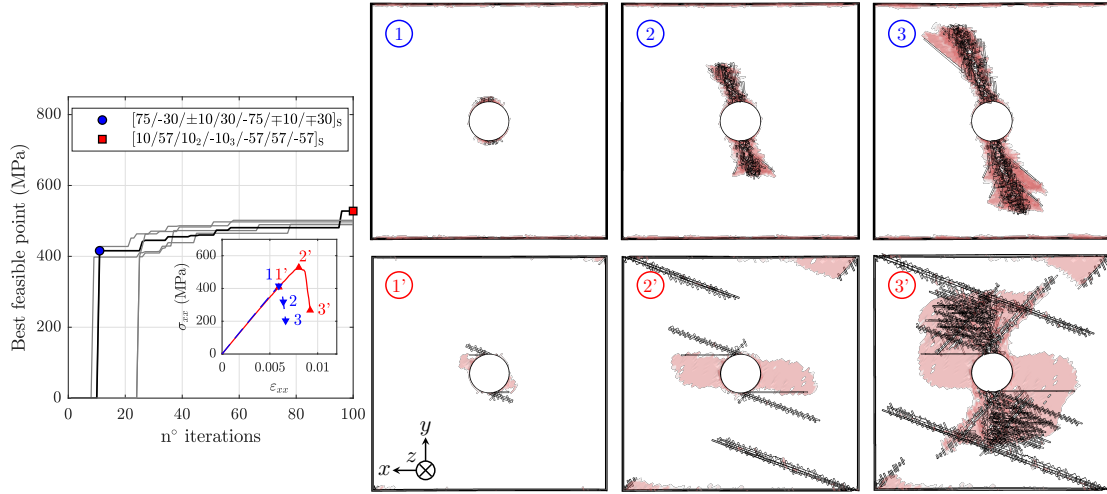 Best feasible point (MPa)
800
600
400
200
0
0 20 40 60 80 100
n° iterations
[75/-30/±10/30/-75/∓10/∓30]S
[10/57/10₂/-10₃/-57/57/-57]S
σxx (MPa)
600
400
200
0
0 0.005 0.01
εxx
1 1' 2' 2 3' 3
1 2 3
1' 2' 3'
y
x z